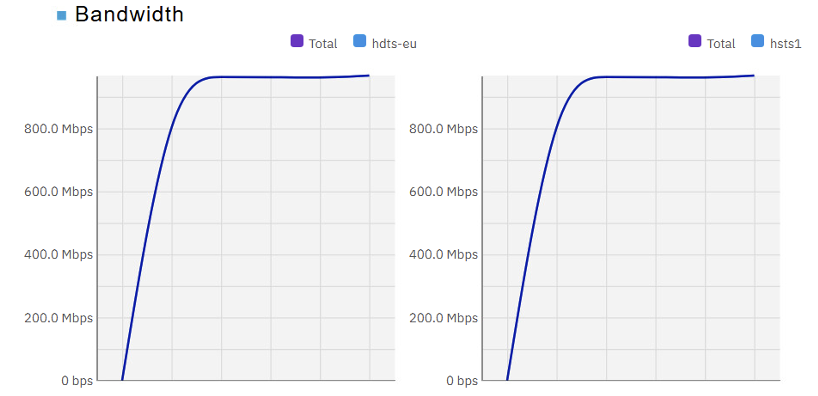 Bandwidth
Total hdts-eu
800.0 Mbps
600.0 Mbps
400.0 Mbps
200.0 Mbps
0 bps
Total hsts1
800.0 Mbps
600.0 Mbps
400.0 Mbps
200.0 Mbps
0 bps